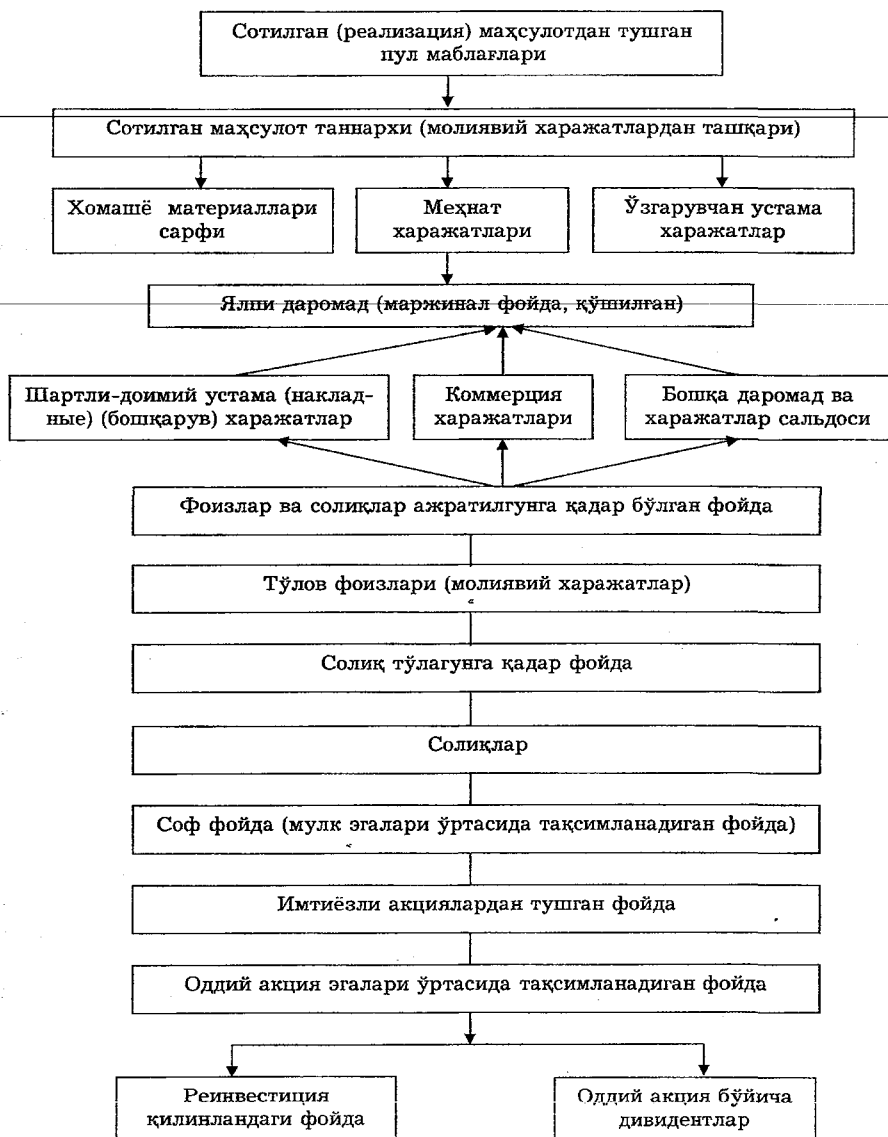 Сотилган (реализация) маҳсулотдан тушган
пул маблағлари
Сотилган маҳсулот таннархи (молиявий харажатлардан ташқари)
Хомашё материаллари
сарфи
Меҳнат
харажатлари
Ўзгарувчан устама
харажатлар
Ялпи даромад (маржинал фойда, қўшилган)
Шартли-доимий устама (наклад-
ные) (бошқарув) харажатлар
Коммерция
харажатлари
Бошқа даромад ва
харажатлар сальдоси
Фоизлар ва солиқлар ажратилгунга қадар бўлган фойда
Тўлов фоизлари (молиявий харажатлар)
Солиқ тўлагунга қадар фойда
Солиқлар
Соф фойда (мулк эгалари ўртасида тақсимланадиган фойда)
Имтиёзли акциялардан тушган фойда
Оддий акция эгалари ўртасида тақсимланадиган фойда
Реинвестиция
қилинландаги фойда
Оддий акция бўйича
дивидентлар